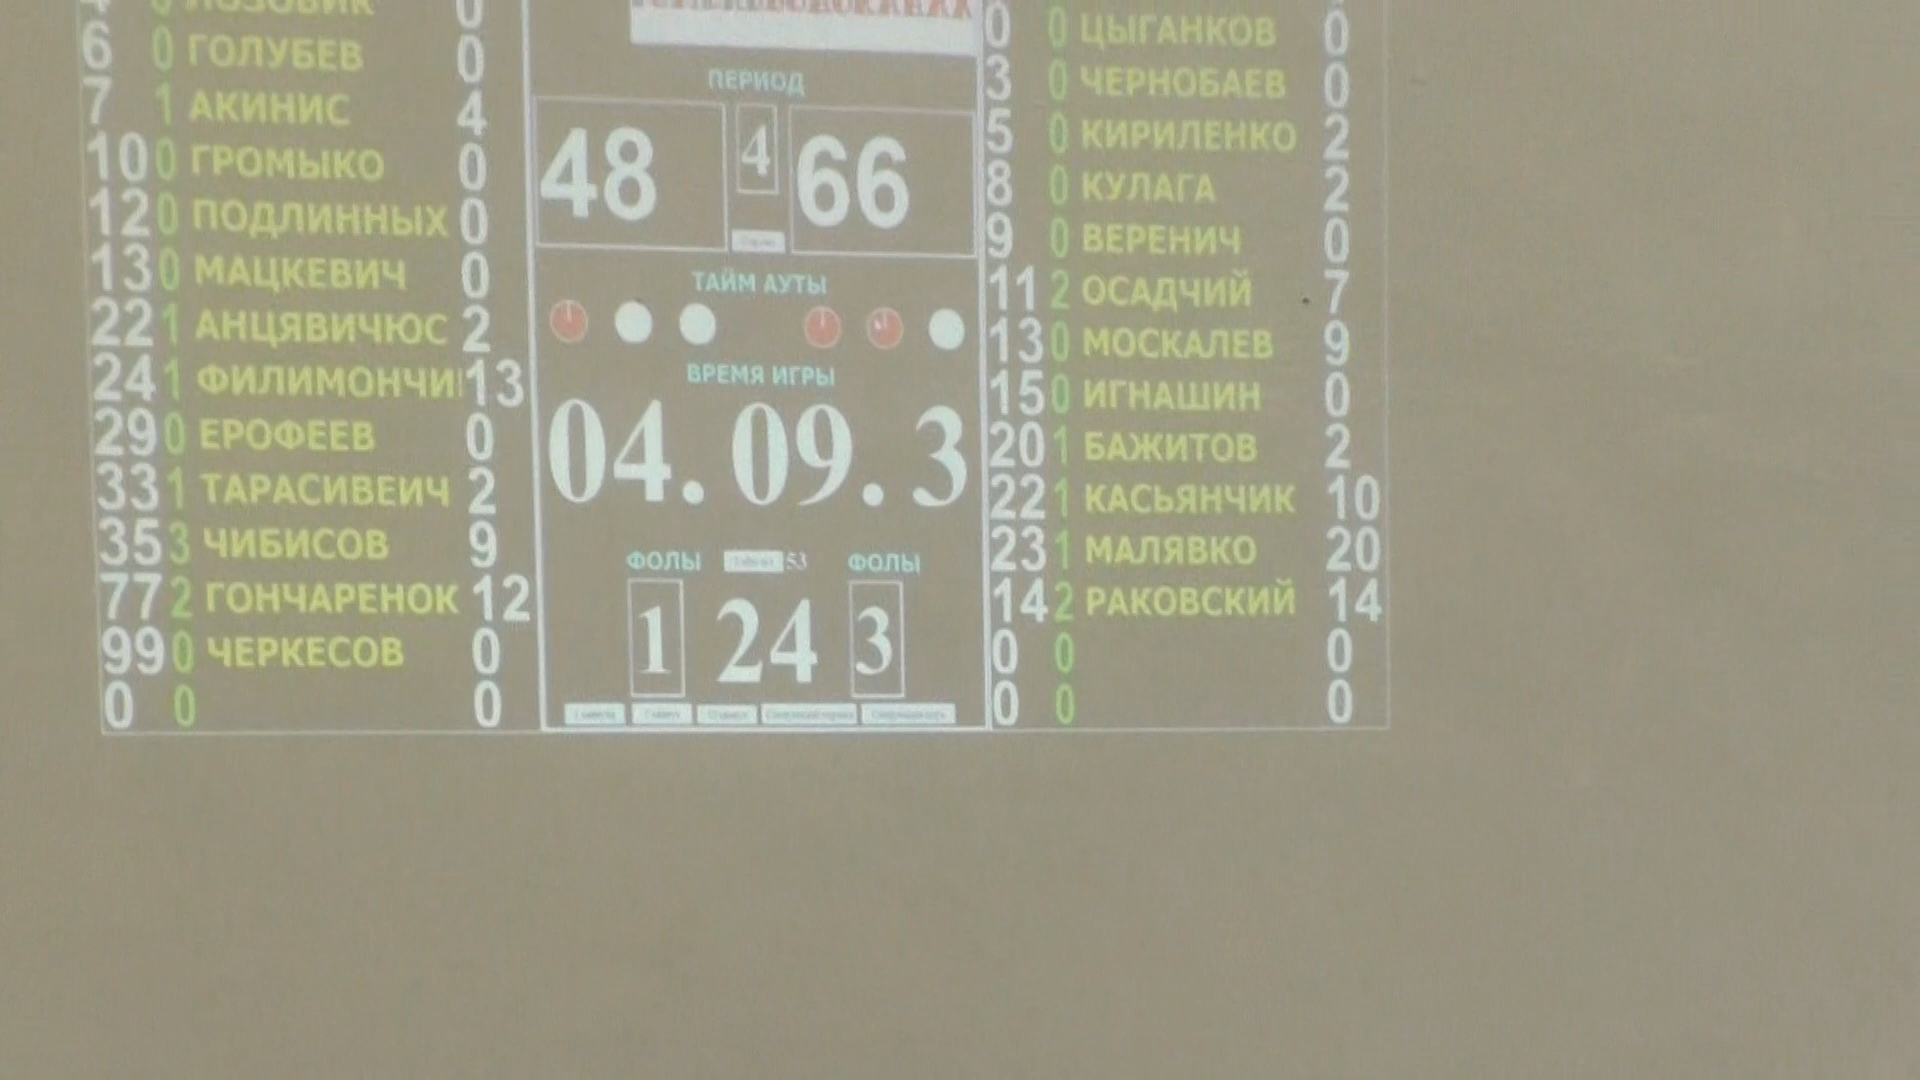 ЛОЗОВИК 0
6 0 ГОЛУБЕВ 0
7 1 АКИНИС 4
10 0 ГРОМЫКО 0
12 0 ПОДЛИННЫХ 0
13 0 МАЦКЕВИЧ 0
22 1 АНЦЯВИЧЮС 2
24 1 ФИЛИМОНЧИ 13
29 0 ЕРОФЕЕВ 0
33 1 ТАРАСИВЕИЧ 2
35 3 ЧИБИСОВ 9
77 2 ГОНЧАРЕНОК 12
99 0 ЧЕРКЕСОВ 0
0 0 0
ПЕРИОД
48 4 66
ТАЙМ АУТЫ
ВРЕМЯ ИГРЫ
04. 09. 3
ФОЛЫ 53 ФОЛЫ
1 24 3
0 0 ЦЫГАНКОВ 0
3 0 ЧЕРНОБАЕВ 0
5 0 КИРИЛЕНКО 2
8 0 КУЛАГА 2
9 0 ВЕРЕНИЧ 0
11 2 ОСАДЧИЙ 7
13 0 МОСКАЛЕВ 9
15 0 ИГНАШИН 0
20 1 БАЖИТОВ 2
22 1 КАСЬЯНЧИК 10
23 1 МАЛЯВКО 20
14 2 РАКОВСКИЙ 14
0 0 0
0 0 0